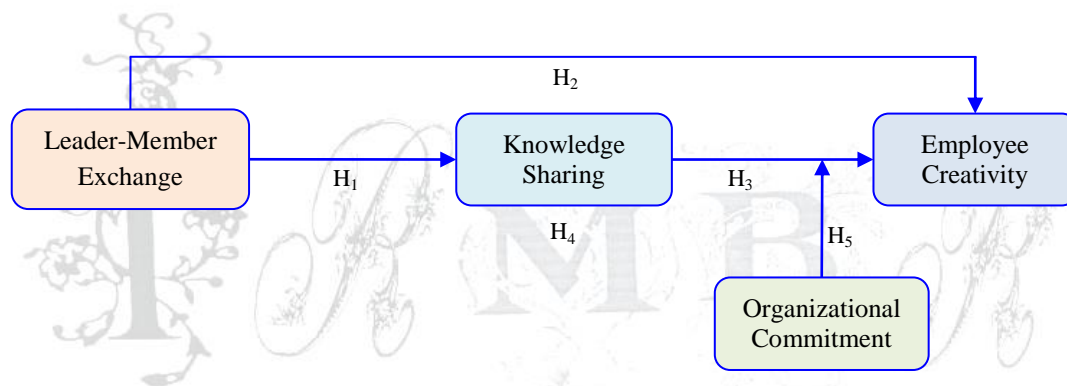 H2
Leader-Member
Exchange
H1
Knowledge
Sharing
H3
Employee
Creativity
H4
H5
Organizational
Commitment
I R M B R